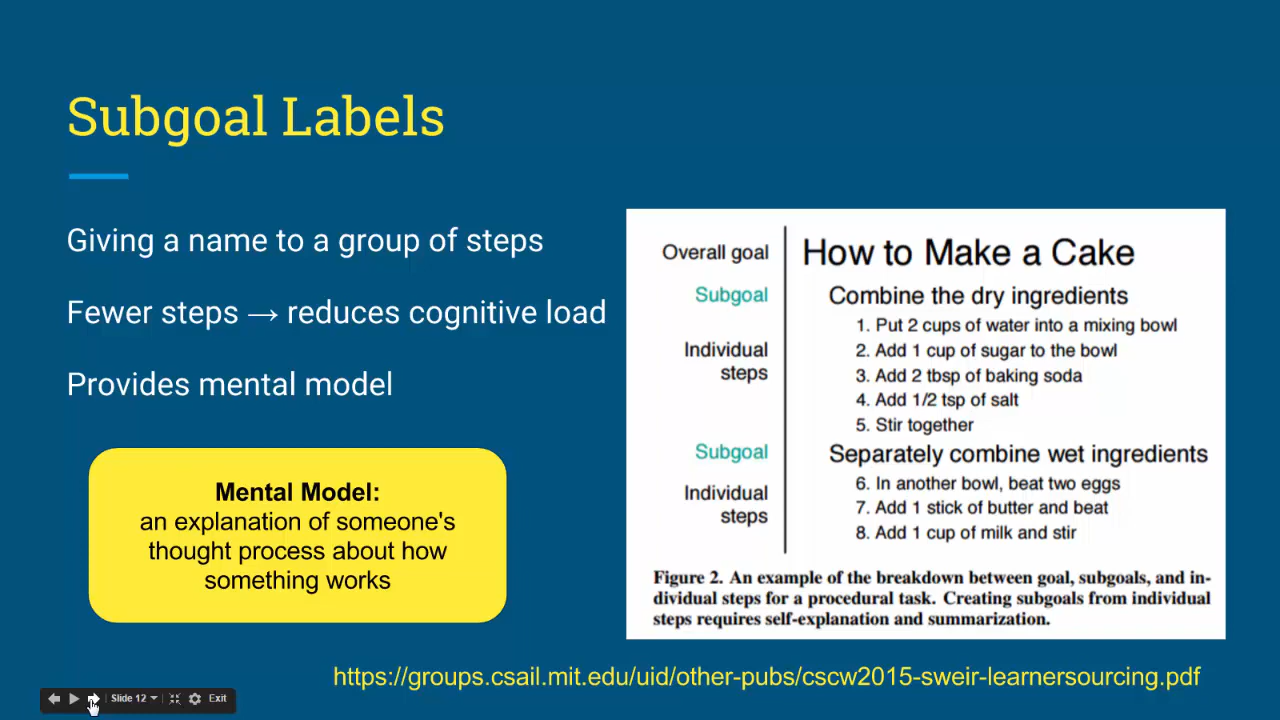 Subgoal Labels
Giving a name to a group of steps
Fewer steps → reduces cognitive load
Provides mental model
Mental Model:
an explanation of someone's
thought process about how
something works
Overall goal
How to Make a Cake
Subgoal
Combine the dry ingredients
Individual
steps
1. Put 2 cups of water into a mixing bowl
2. Add 1 cup of sugar to the bowl
3. Add 2 tbsp of baking soda
4. Add 1/2 tsp of salt
5. Stir together
Subgoal
Separately combine wet ingredients
Individual
steps
6. In another bowl, beat two eggs
7. Add 1 stick of butter and beat
8. Add 1 cup of milk and stir
Figure 2. An example of the breakdown between goal, subgoals, and in-
dividual steps for a procedural task. Creating subgoals from individual
steps requires self-explanation and summarization.
https://groups.csail.mit.edu/uid/other-pubs/cscw2015-sweir-learnersourcing.pdf
Slide 12
Exit